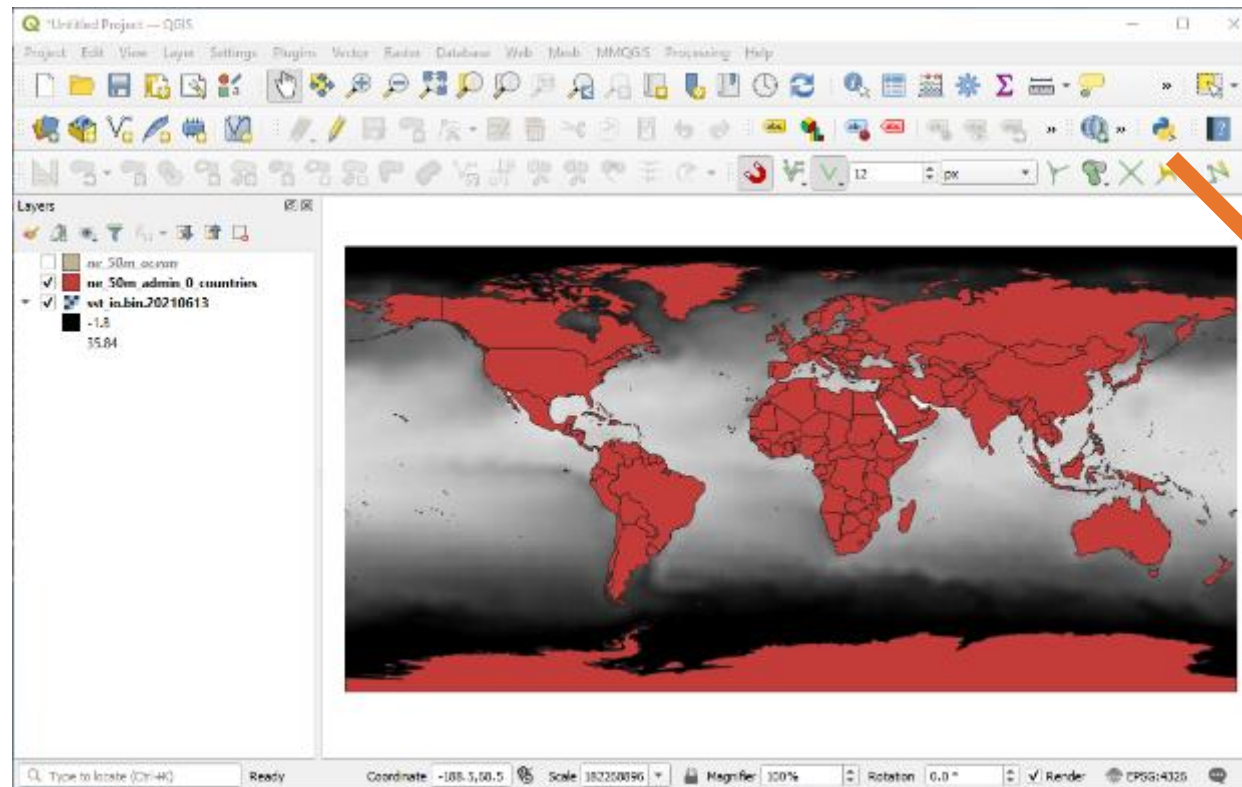 *Untitled Project — QGIS
Project Edit View Layer Settings Plugins Vector Raster Database Web Mesh MMQGIS Processing Help
12 px
Layers
ne_50m_ocean
ne_50m_admin_0_countries
sst_io.bin.20210613
-1.8
35.84
Type to locate (Ctrl+K) Ready Coordinate -188.5,68.5 Scale Magnifier 100% Rotation 0.0 ° Render EPSG:4326